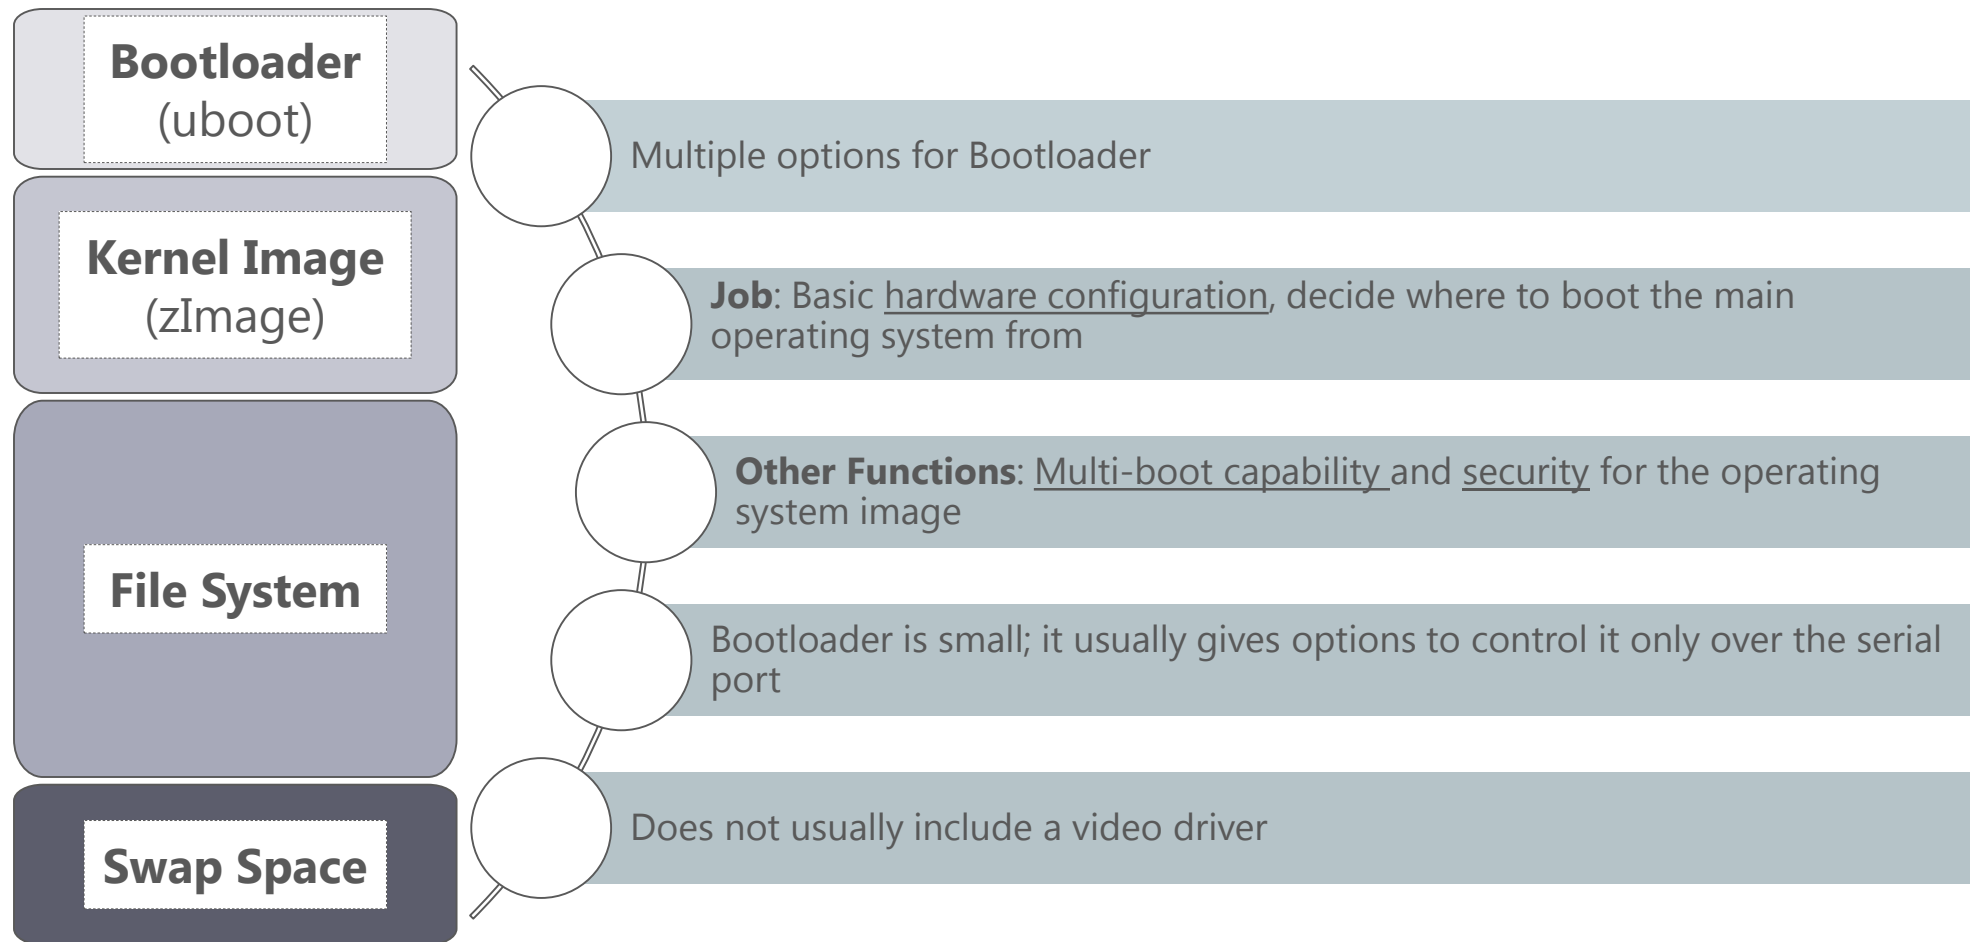 Bootloader
(uboot)
Kernel Image
(zImage)
File System
Swap Space
Multiple options for Bootloader
Job: Basic hardware configuration, decide where to boot the main
operating system from
Other Functions: Multi-boot capability and security for the operating
system image
Bootloader is small; it usually gives options to control it only over the serial
port
Does not usually include a video driver